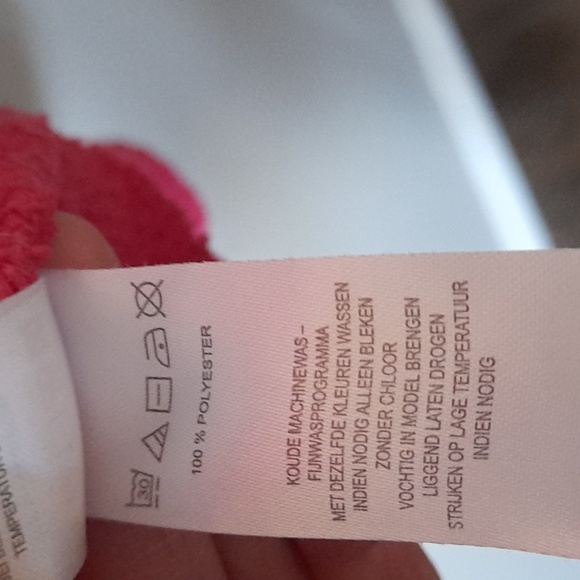 30
100 % POLYESTER
KOUDE MACHINEWAS –
FIJNWASPROGRAMMA
MET DEZELFDE KLEUREN WASSEN
INDIEN NODIG ALLEEN BLEKEN
ZONDER CHLOOR
VOCHTIG IN MODEL BRENGEN
LIGGEND LATEN DROGEN
STRIJKEN OP LAGE TEMPERATUUR
INDIEN NODIG